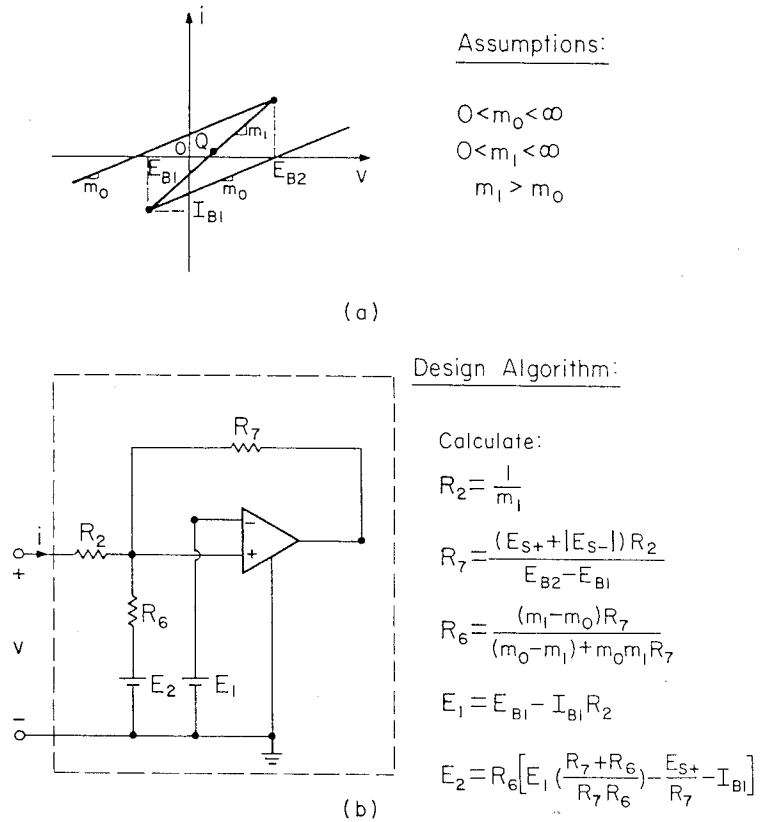 i
Assumptions:
0<m₀<∞
0<m₁<∞
m₁>m₀
O
Q
m₁
E_B1
m₀
m₀
E_B2
v
I_B1
(a)
Design Algorithm:
R₇
Calculate:
R₂=1/m₁
i
R₂
−
+
R₇=(E_S++|E_S-|)R₂/(E_B2−E_B1)
+
R₆
R₆=(m₁−m₀)R₇/((m₀−m₁)+m₀m₁R₇)
v
E₂
E₁
E₁=E_B1−I_B1R₂
−
E₂=R₆[E₁((R₇+R₆)/(R₇R₆))−E_S+/R₇−I_B1]
(b)